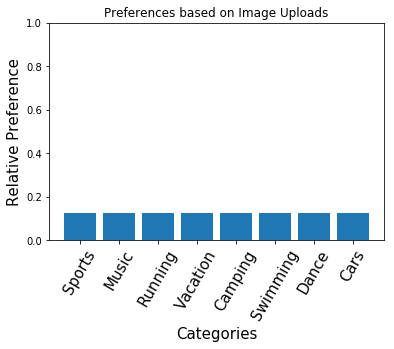 Preferences based on Image Uploads
Relative Preference
1.0
0.8
0.6
0.4
0.2
0.0
Sports
Music
Running
Vacation
Camping
Swimming
Dance
Cars
Categories